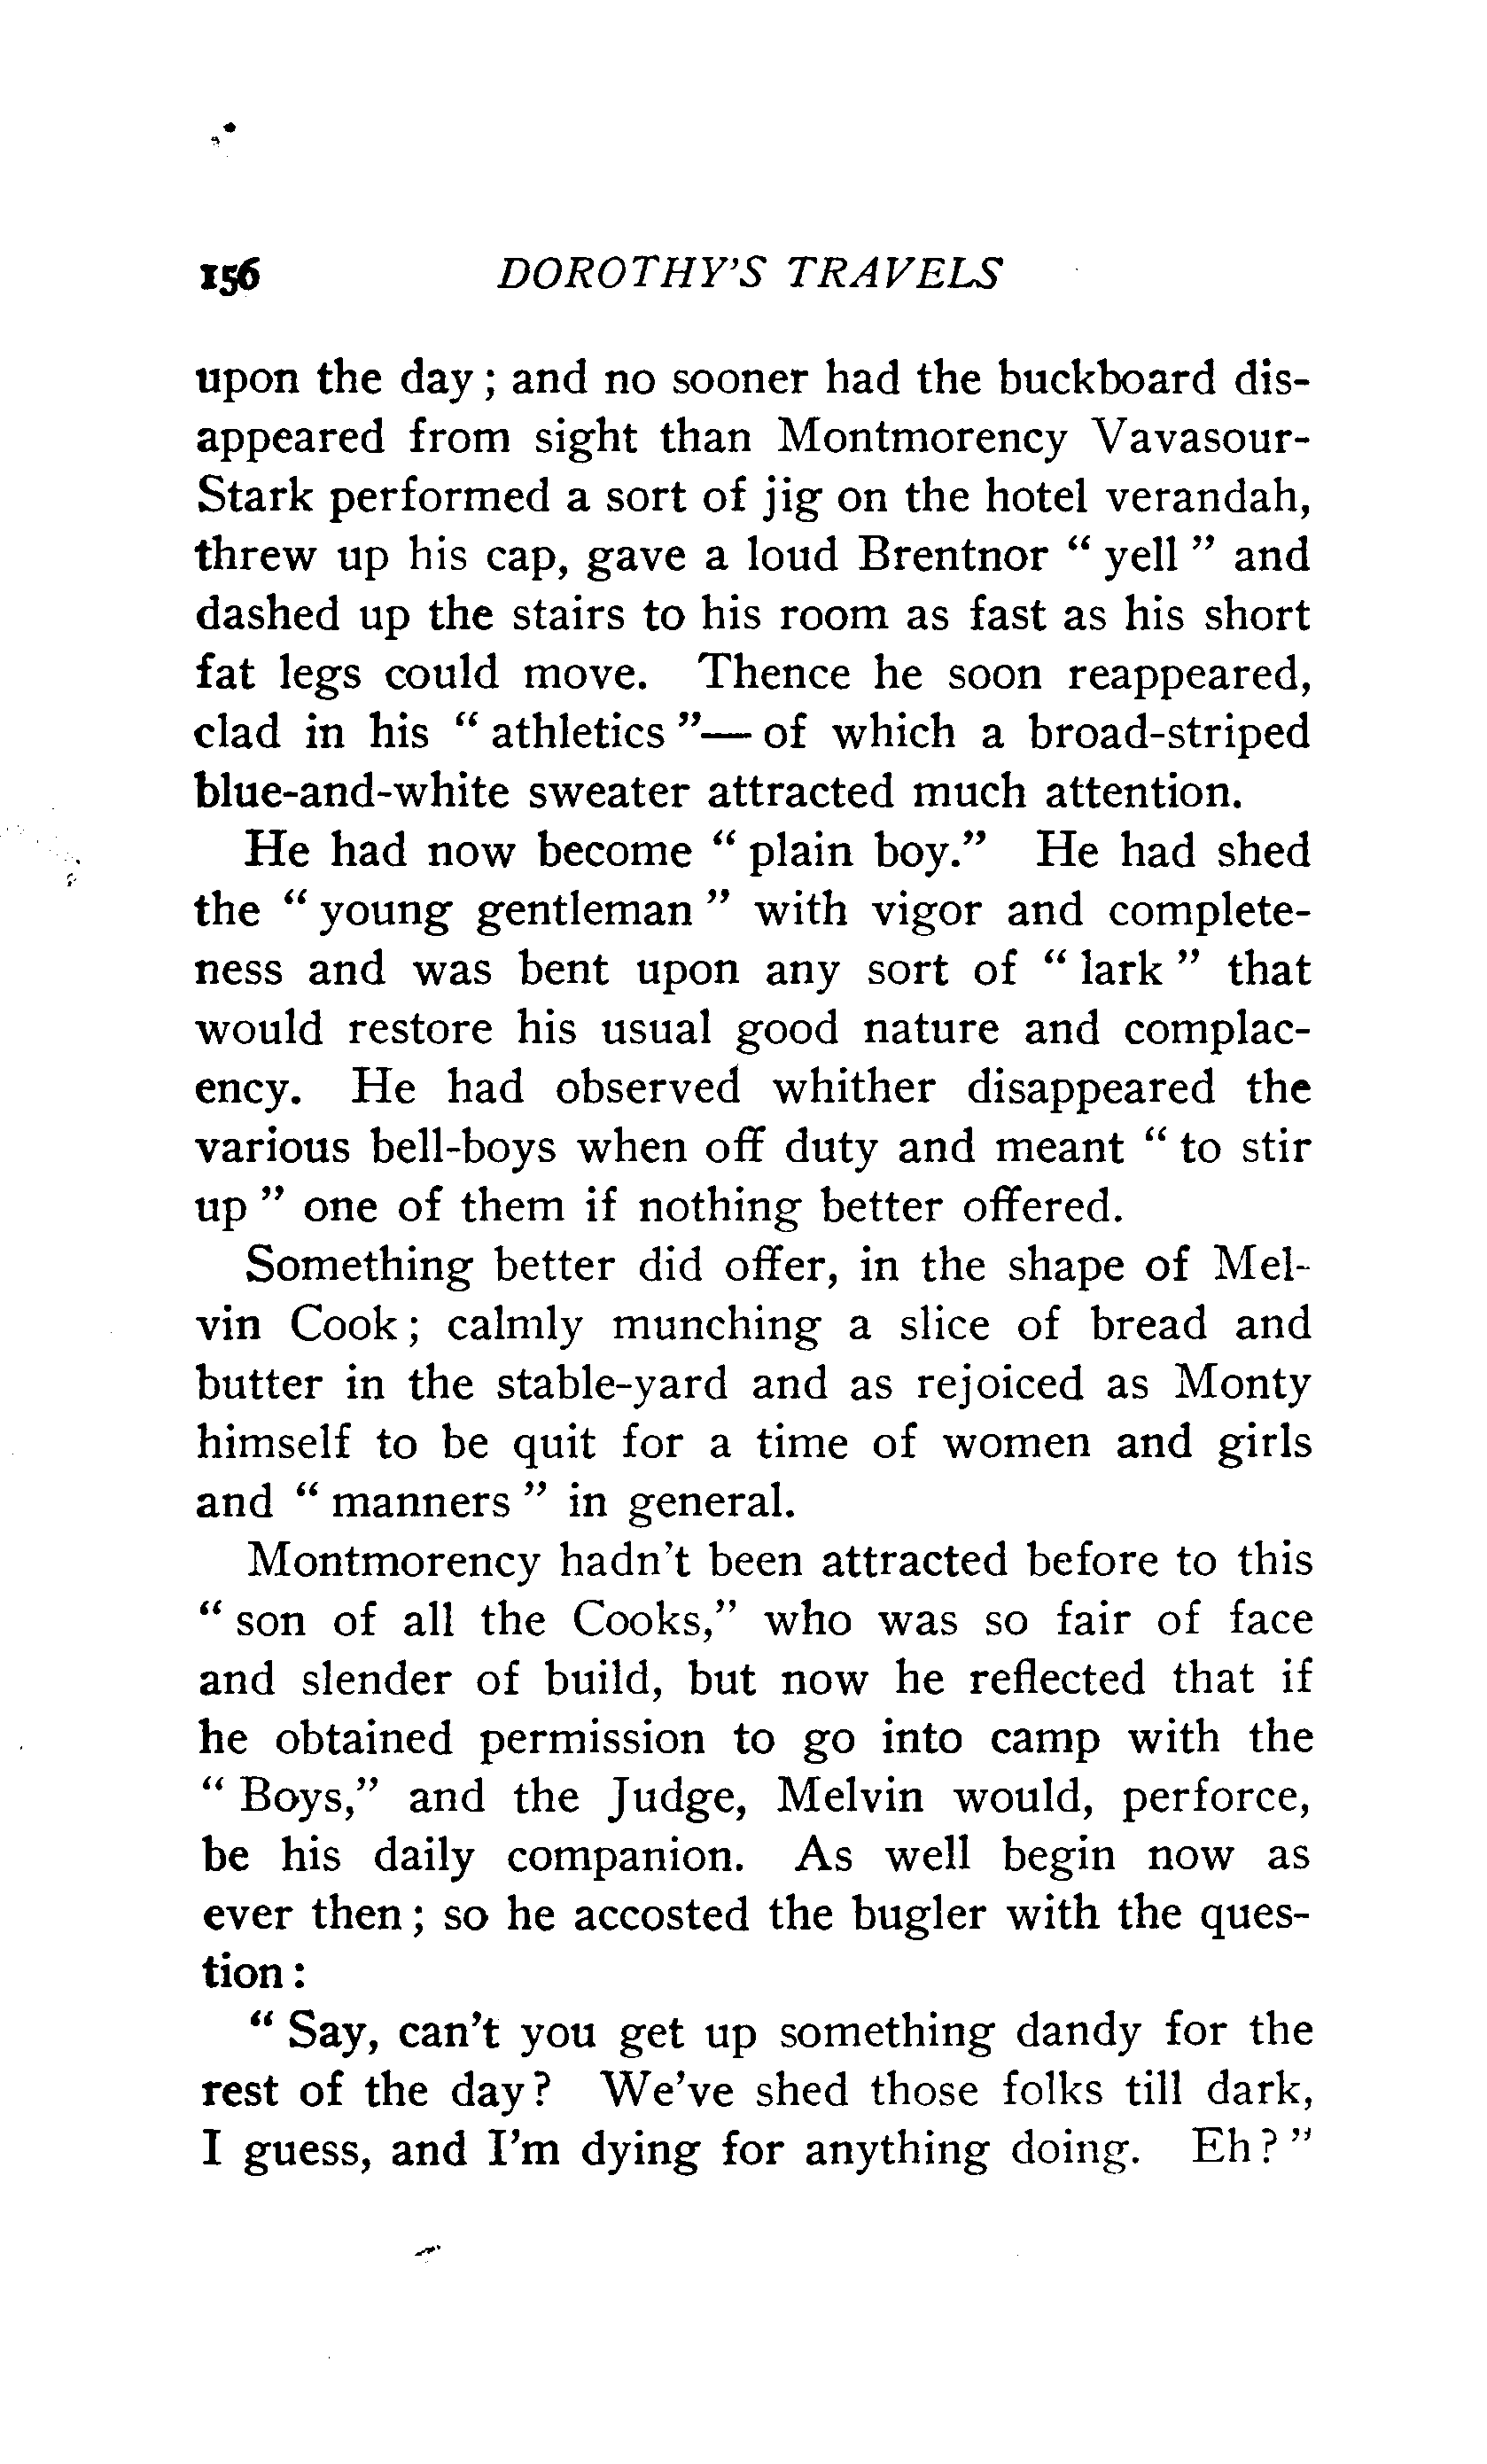 156 DOROTHY'S TRAVELS
upon the day; and no sooner had the buckboard dis-
appeared from sight than Montmorency Vavasour-
Stark performed a sort of jig on the hotel verandah,
threw up his cap, gave a loud Brentnor "yell" and
dashed up the stairs to his room as fast as his short
fat legs could move. Thence he soon reappeared,
clad in his "athletics"—of which a broad-striped
blue-and-white sweater attracted much attention.
He had now become "plain boy." He had shed
the "young gentleman" with vigor and complete-
ness and was bent upon any sort of "lark" that
would restore his usual good nature and complac-
ency. He had observed whither disappeared the
various bell-boys when off duty and meant "to stir
up" one of them if nothing better offered.
Something better did offer, in the shape of Mel-
vin Cook; calmly munching a slice of bread and
butter in the stable-yard and as rejoiced as Monty
himself to be quit for a time of women and girls
and "manners" in general.
Montmorency hadn't been attracted before to this
"son of all the Cooks," who was so fair of face
and slender of build, but now he reflected that if
he obtained permission to go into camp with the
"Boys," and the Judge, Melvin would, perforce,
be his daily companion. As well begin now as
ever then; so he accosted the bugler with the ques-
tion:
"Say, can't you get up something dandy for the
rest of the day? We've shed those folks till dark,
I guess, and I'm dying for anything doing. Eh?"